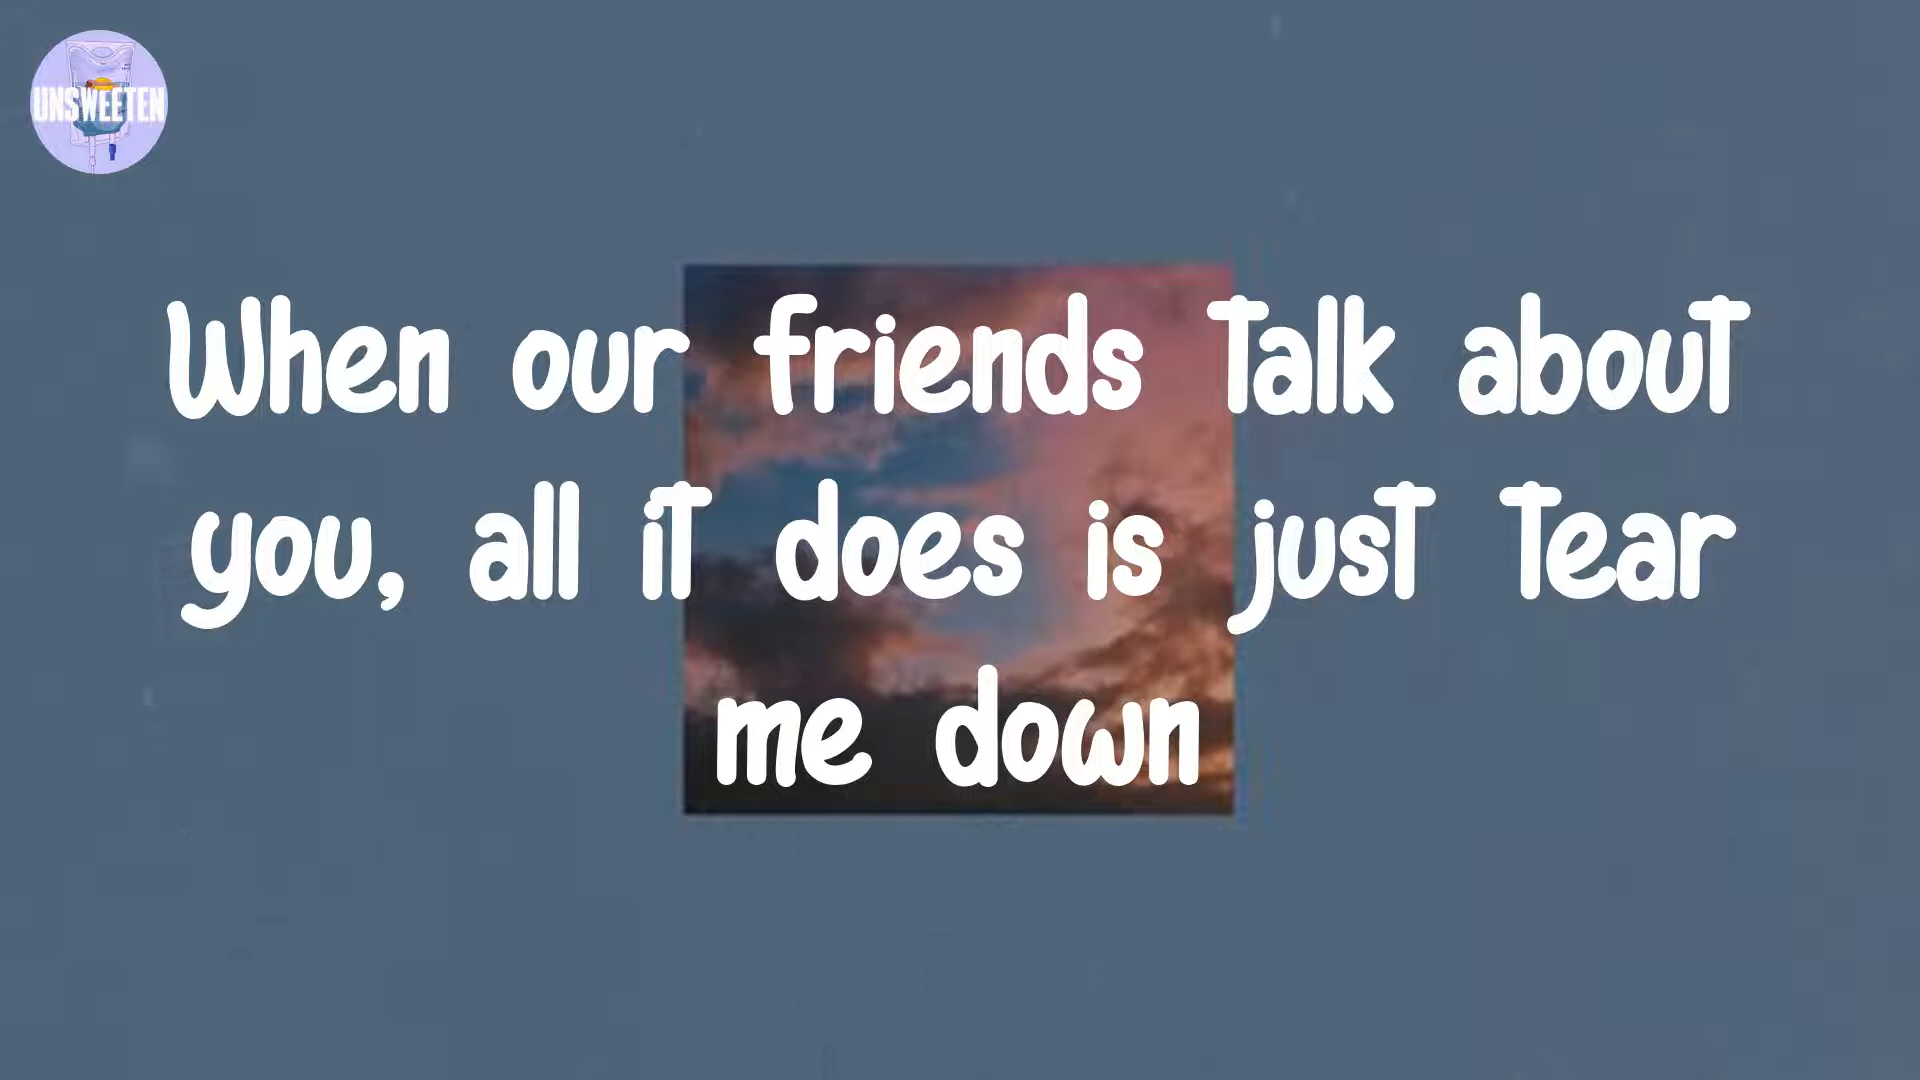 UNSWEETEN
When our friends talk about
you, all it does is just tear
me down